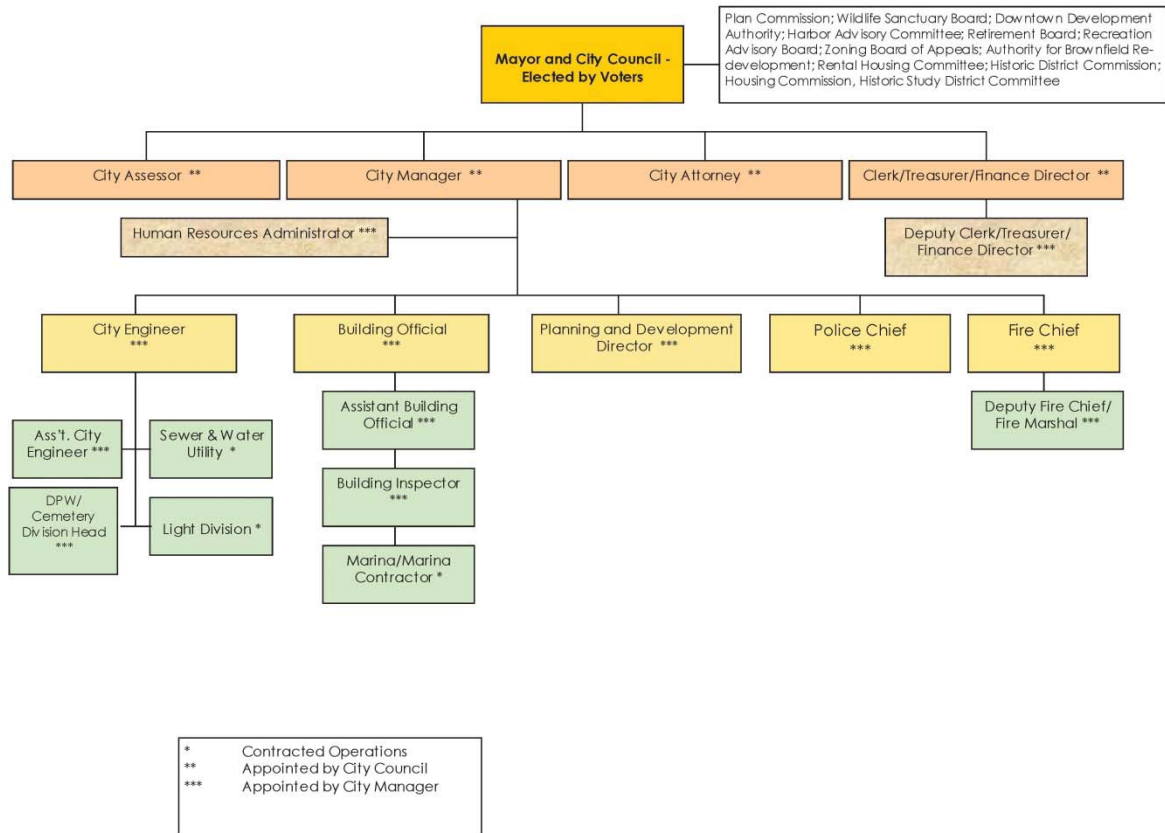 Mayor and City Council -
Elected by Voters
Plan Commission; Wildlife Sanctuary Board; Downtown Development
Authority; Harbor Advisory Committee; Retirement Board; Recreation
Advisory Board; Zoning Board of Appeals; Authority for Brownfield Re-
development; Rental Housing Committee; Historic District Commission;
Housing Commission, Historic Study District Committee
City Assessor **
City Manager **
City Attorney **
Clerk/Treasurer/Finance Director **
Human Resources Administrator ***
Deputy Clerk/Treasurer/
Finance Director ***
City Engineer
***
Building Official
***
Planning and Development
Director ***
Police Chief
***
Fire Chief
***
Ass't. City
Engineer ***
Sewer & Water
Utility *
DPW/
Cemetery
Division Head
***
Light Division *
Assistant Building
Official ***
Building Inspector
***
Marina/Marina
Contractor *
Deputy Fire Chief/
Fire Marshal ***
* Contracted Operations
** Appointed by City Council
*** Appointed by City Manager